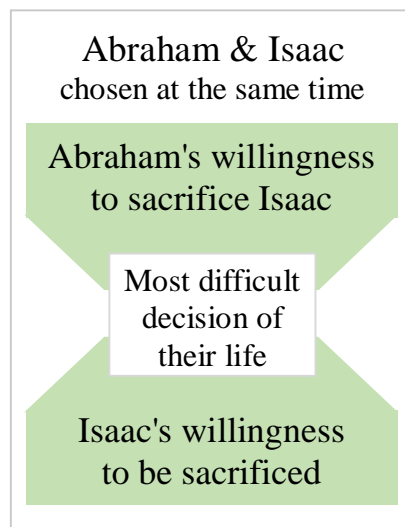 Abraham & Isaac
chosen at the same time
Abraham's willingness
to sacrifice Isaac
Most difficult
decision of
their life
Isaac's willingness
to be sacrificed